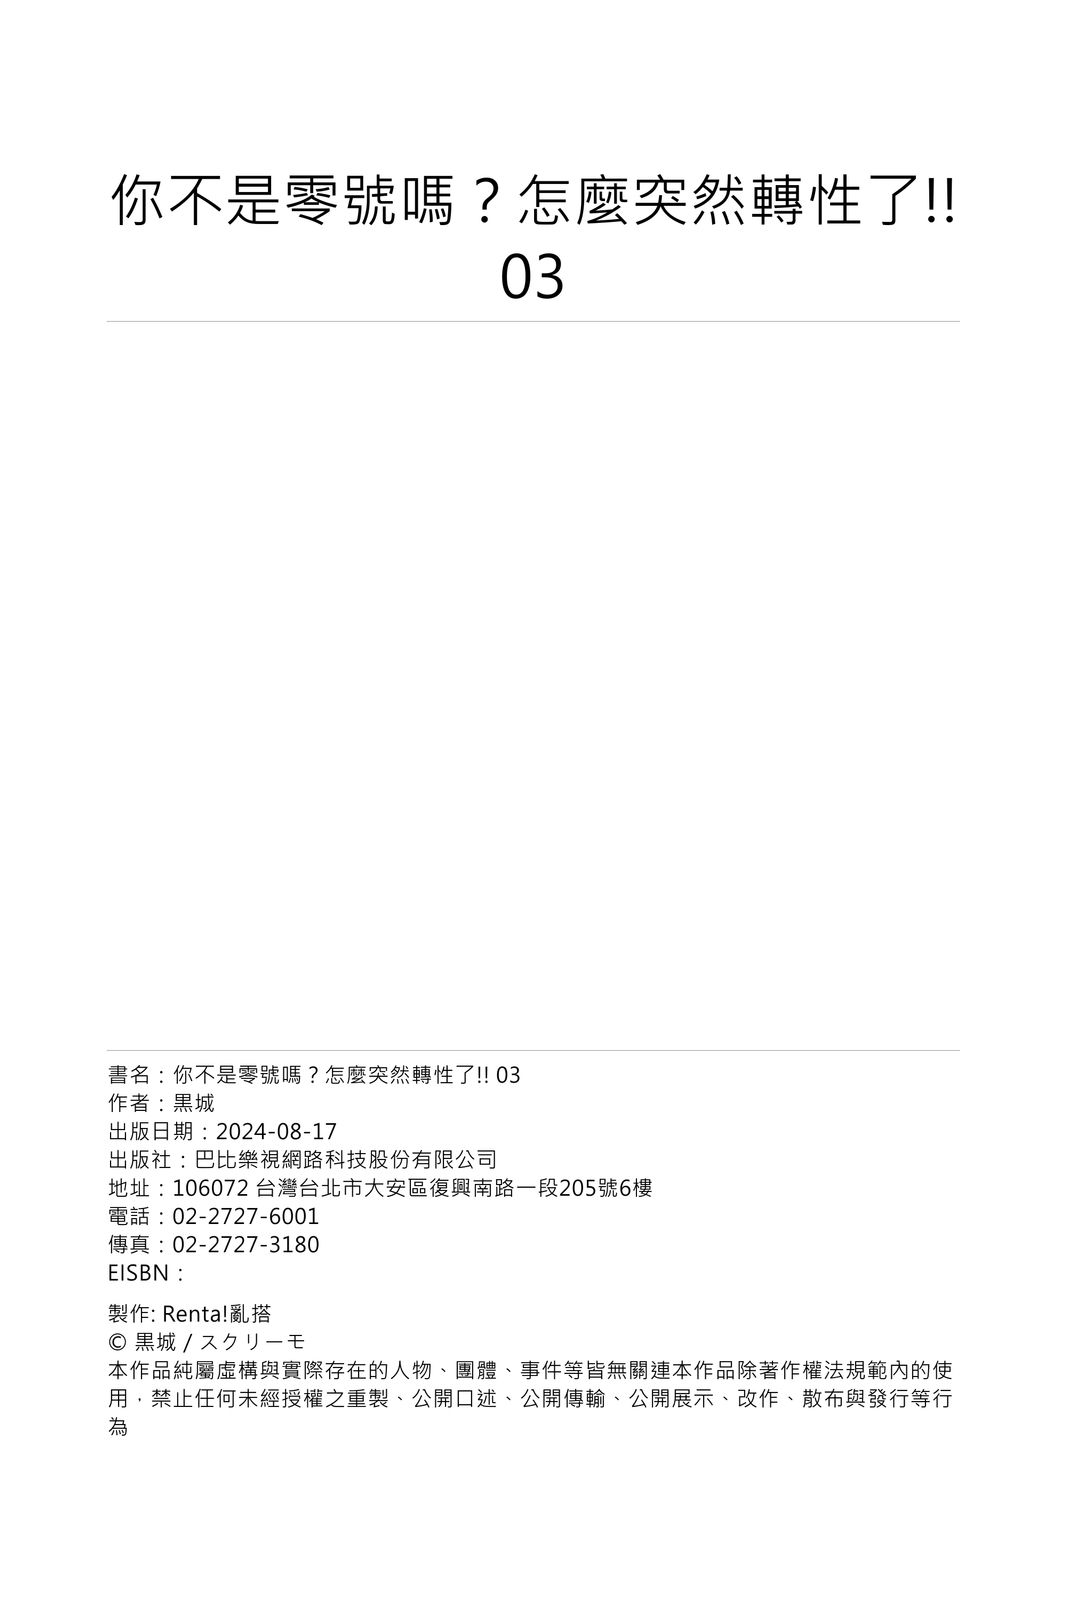 你不是零號嗎？怎麼突然轉性了!!
03
書名：你不是零號嗎？怎麼突然轉性了!! 03
作者：黒城
出版日期：2024-08-17
出版社：巴比樂視網路科技股份有限公司
地址：106072 台灣台北市大安區復興南路一段205號6樓
電話：02-2727-6001
傳真：02-2727-3180
EISBN：
製作: Renta!亂搭
© 黒城 / スクリーモ
本作品純屬虛構與實際存在的人物、團體、事件等皆無關連本作品除著作權法規範內的使
用，禁止任何未經授權之重製、公開口述、公開傳輸、公開展示、改作、散布與發行等行
為